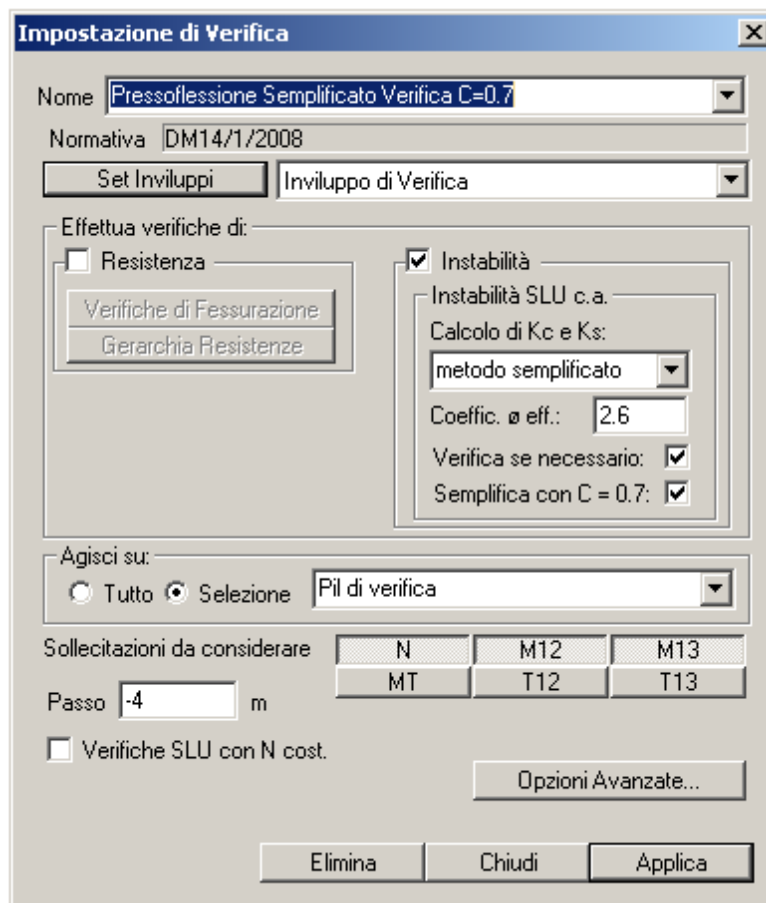 Impostazione di Verifica
Nome Pressoflessione Semplificato Verifica C=0.7
Normativa DM14/1/2008
Set Inviluppi Inviluppo di Verifica
Effettua verifiche di:
Resistenza
Verifiche di Fessurazione
Gerarchia Resistenze
Instabilità
Instabilità SLU c.a.
Calcolo di Kc e Ks:
metodo semplificato
Coeffic. ø eff.: 2.6
Verifica se necessario:
Semplifica con C = 0.7:
Agisci su:
Tutto Selezione Pil di verifica
Sollecitazioni da considerare N M12 M13
MT T12 T13
Passo -4 m
Verifiche SLU con N cost.
Opzioni Avanzate...
Elimina Chiudi Applica